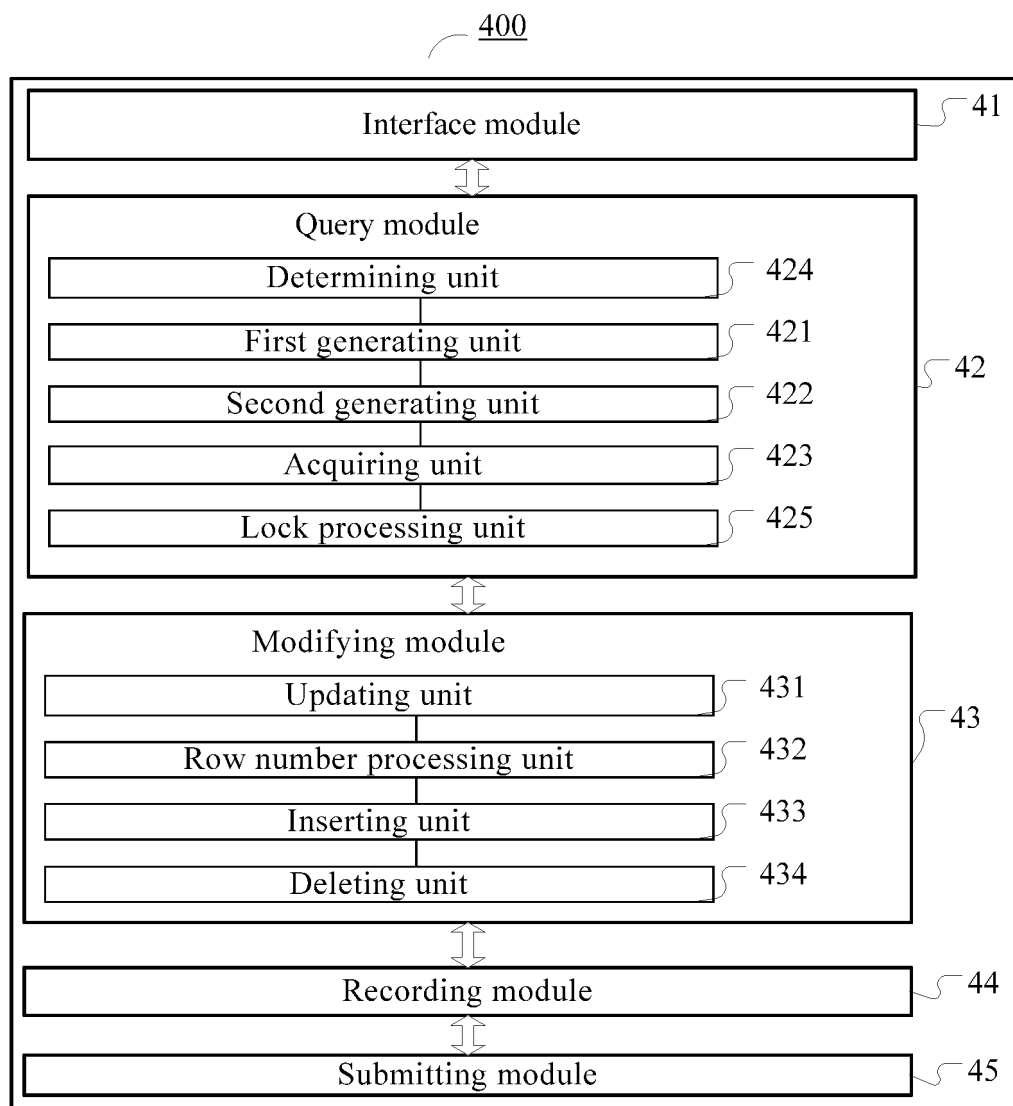 400
Interface module
41
Query module
Determining unit
424
First generating unit
421
Second generating unit
422
Acquiring unit
423
Lock processing unit
425
42
Modifying module
Updating unit
431
Row number processing unit
432
Inserting unit
433
Deleting unit
434
43
Recording module
44
Submitting module
45